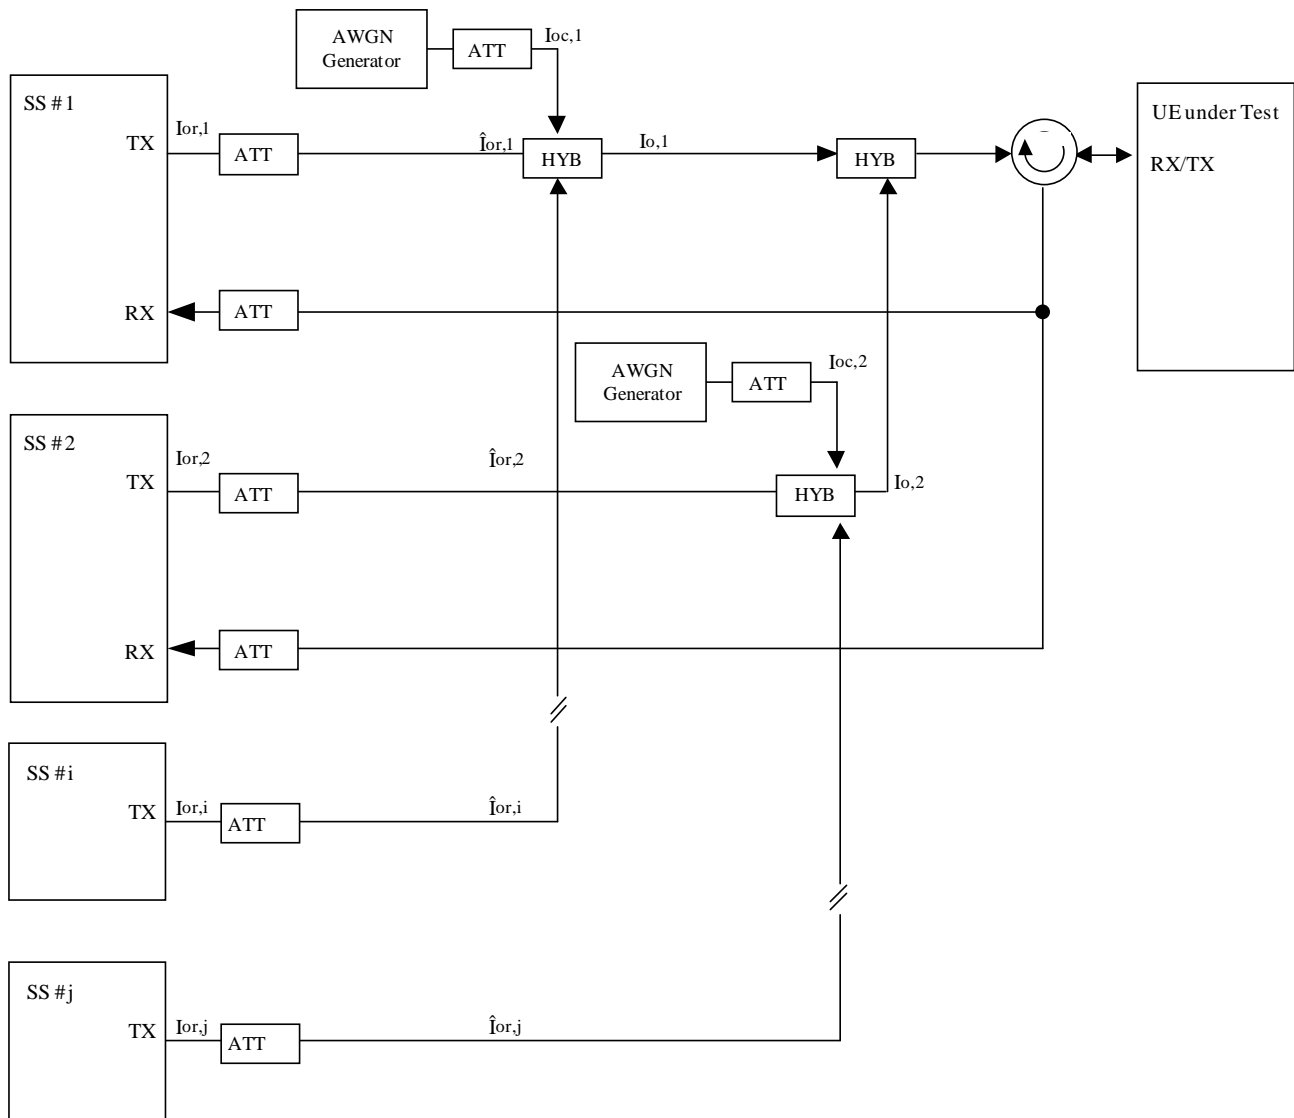 AWGN
Generator
ATT
Ioc,1
SS #1
TX
Ior,1
ATT
Îor,1
HYB
Io,1
HYB
UE under Test
RX/TX
RX
ATT
AWGN
Generator
ATT
Ioc,2
SS #2
TX
Ior,2
ATT
Îor,2
HYB
Io,2
RX
ATT
SS #i
TX
Ior,i
ATT
Îor,i
SS #j
TX
Ior,j
ATT
Îor,j